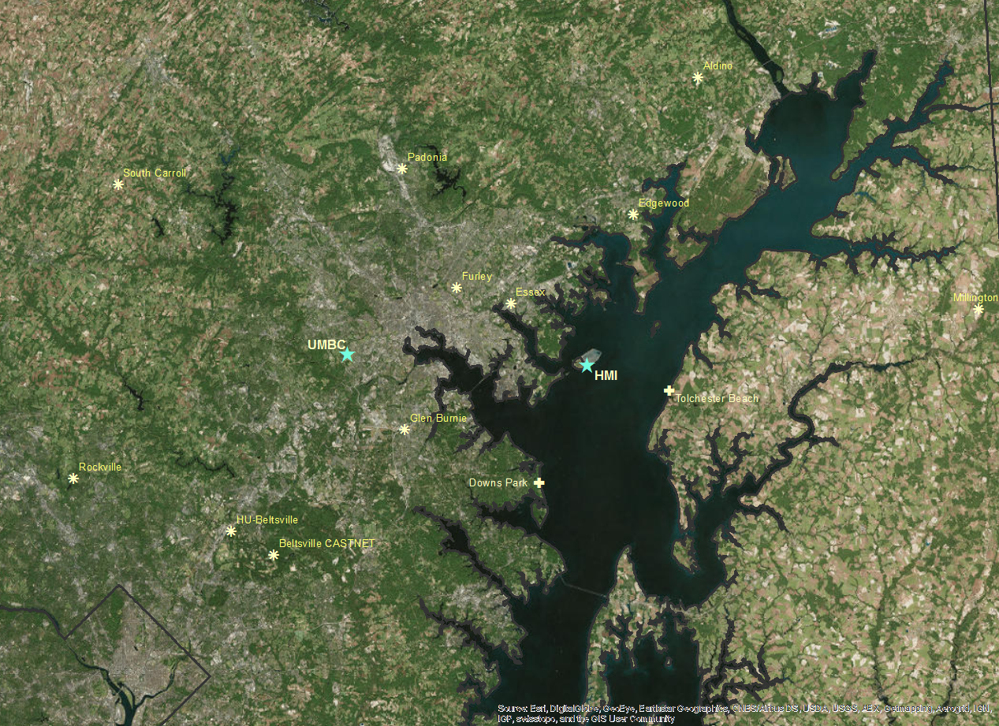 Aldino
Padonia
South Carroll
Edgewood
Furley
Essex
Millington
UMBC
HMI
Tolchester Beach
Glen Burnie
Rockville
Downs Park
HU-Beltsville
Beltsville CASTNET
Source: Esri, DigitalGlobe, GeoEye, Earthstar Geographics, CNES/Airbus DS, USDA, USGS, AEX, Getmapping, Aerogrid, IGN,
IGP, swisstopo, and the GIS User Community